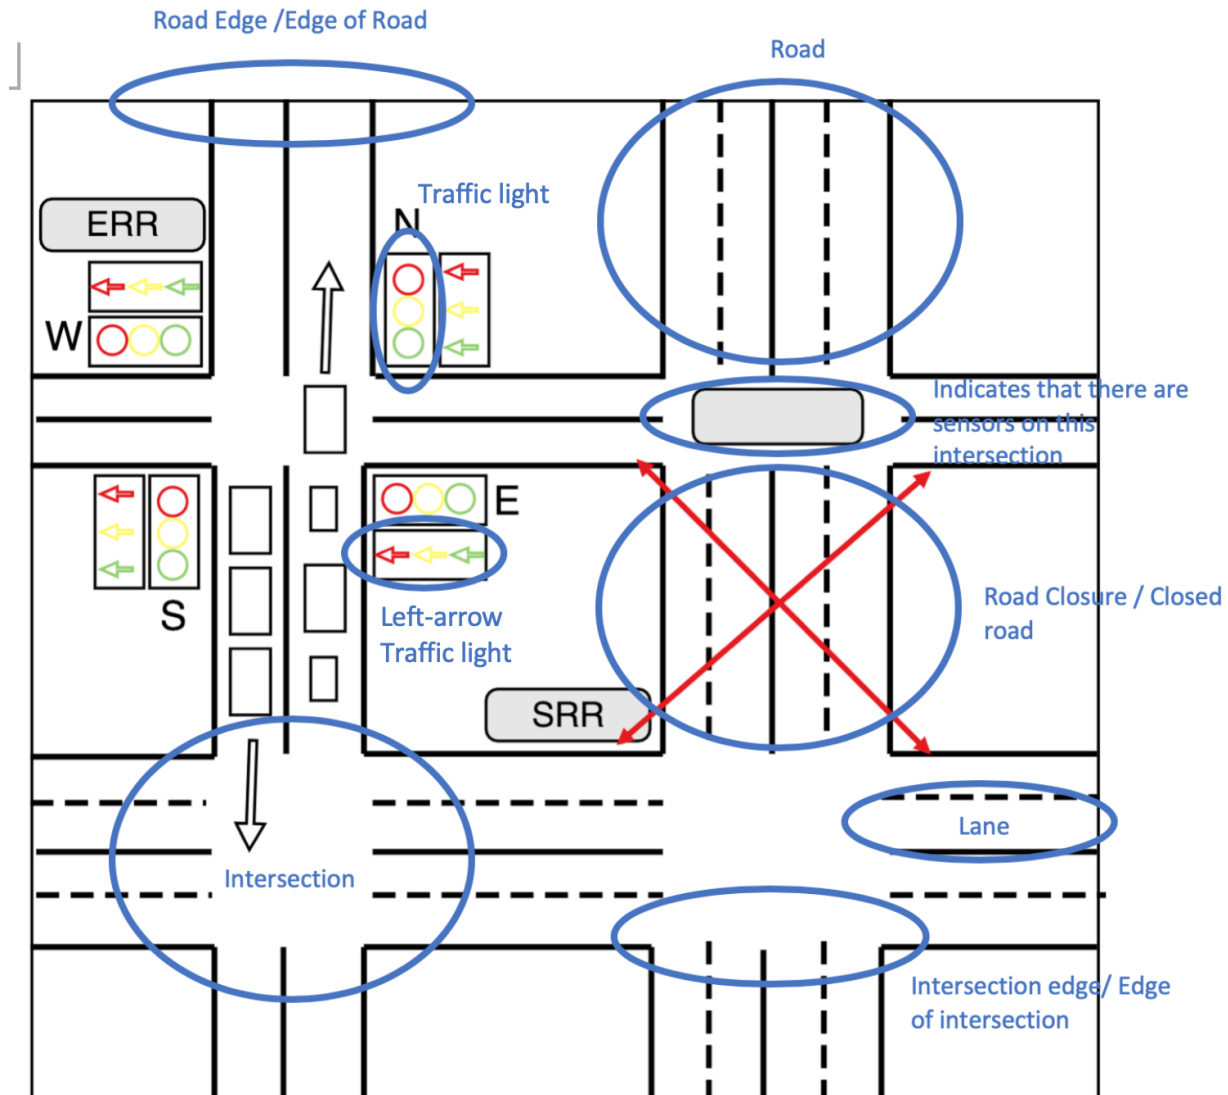 Road Edge /Edge of Road
Road
Traffic light
N
ERR
W
Indicates that there are
sensors on this
intersection
E
S
Left-arrow
Traffic light
Road Closure / Closed
road
SRR
Lane
Intersection
Intersection edge/ Edge
of intersection